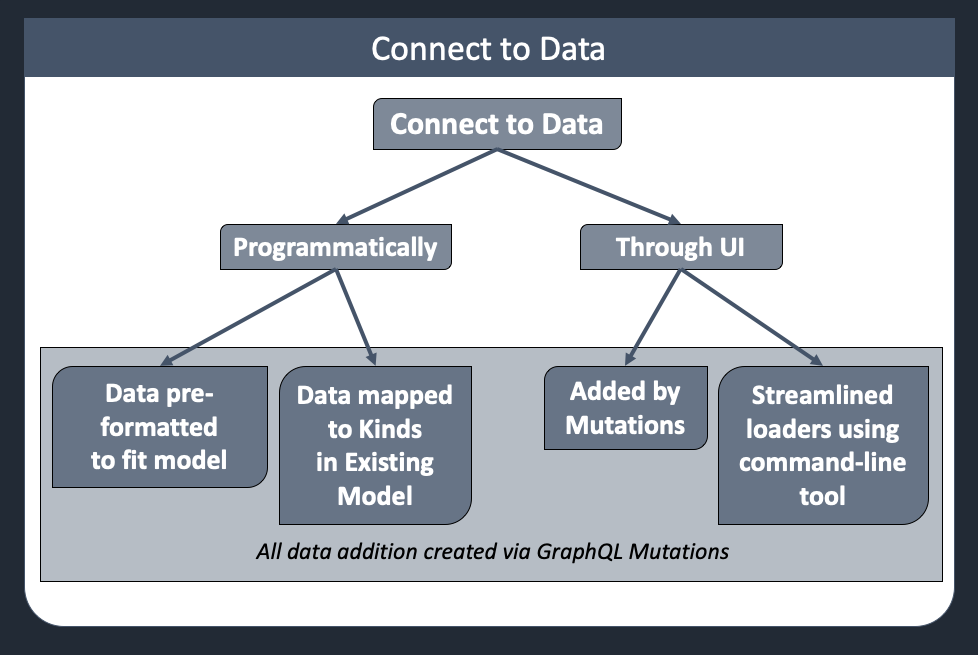 Connect to Data
Connect to Data
Programmatically
Through UI
Data pre-
formatted
to fit model
Data mapped
to Kinds
in Existing
Model
Added by
Mutations
Streamlined
loaders using
command-line
tool
All data addition created via GraphQL Mutations